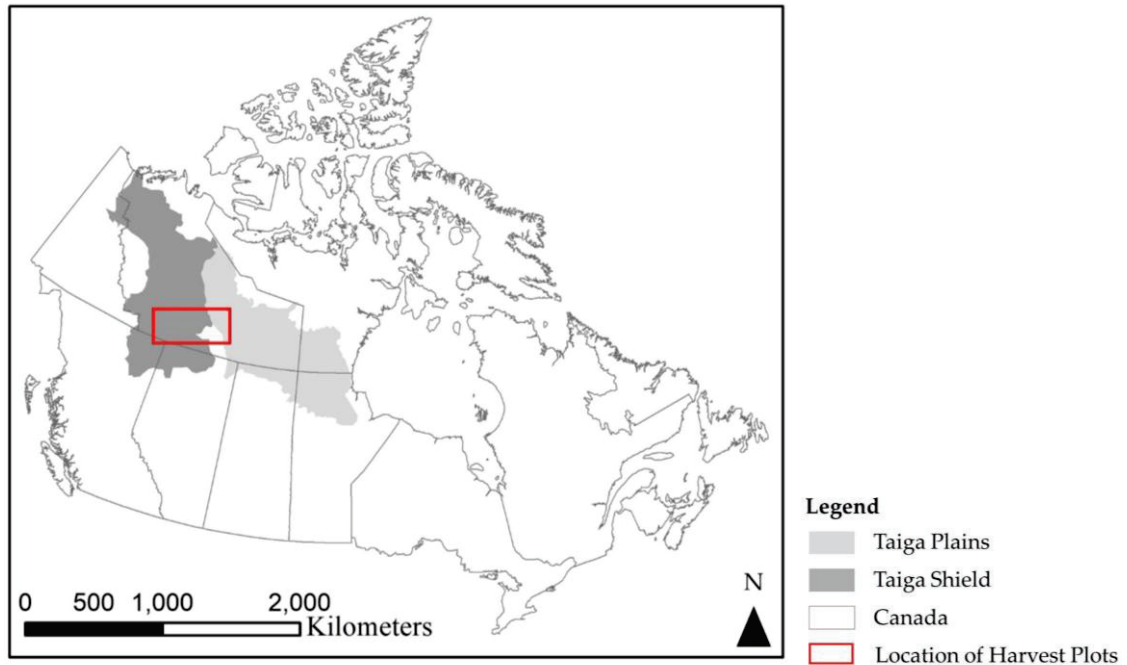 0 500 1,000 2,000
Kilometers
N
Legend
Taiga Plains
Taiga Shield
Canada
Location of Harvest Plots